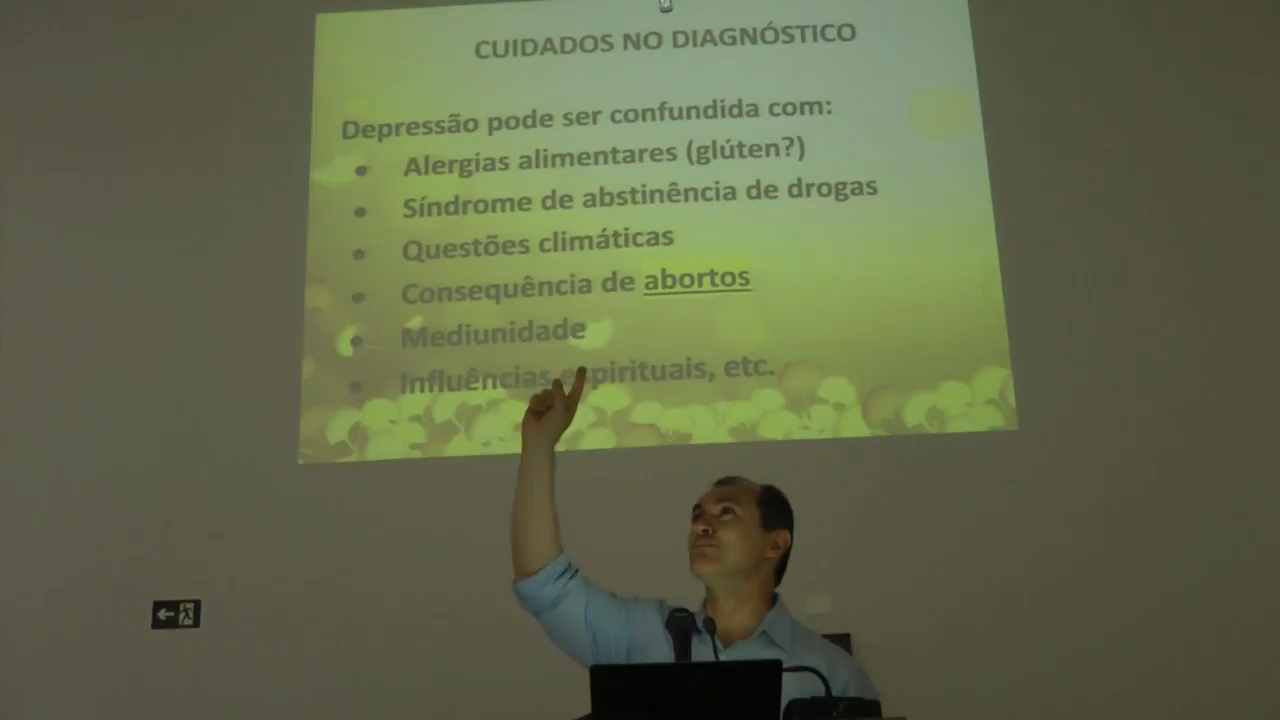 CUIDADOS NO DIAGNÓSTICO
Depressão pode ser confundida com:
• Alergias alimentares (glúten?)
• Síndrome de abstinência de drogas
• Questões climáticas
• Consequência de abortos
• Mediunidade
• Influências espirituais, etc.